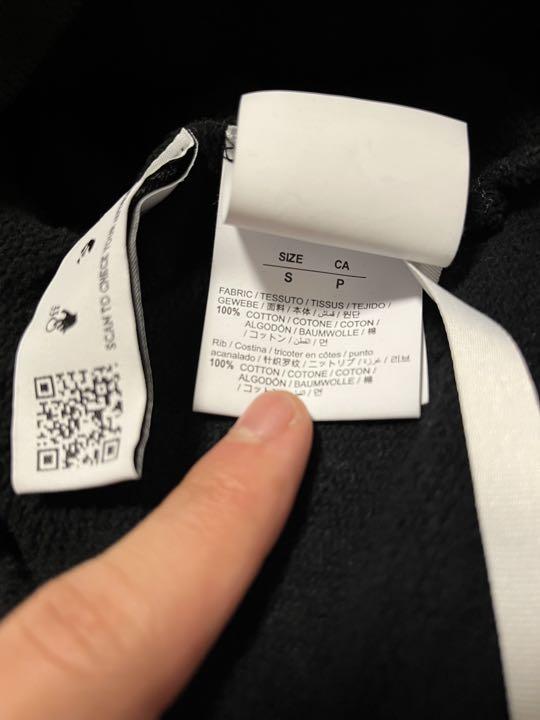 SCAN TO CHECK YOUR
SIZE CA
S P
FABRIC / TESSUTO / TISSUS / TEJIDO /
GEWEBE / 面料 / 本体 / قماش / 원단
100% COTTON / COTONE / COTON /
ALGODÓN / BAUMWOLLE / 棉
/ コットン / القطن / 면
Rib / Costina / tricoter en côtes / punto
acanalado / 针织罗纹 / ニットリブ / 리브
100% COTTON / COTONE / COTON /
ALGODÓN / BAUMWOLLE / 棉
/ 면